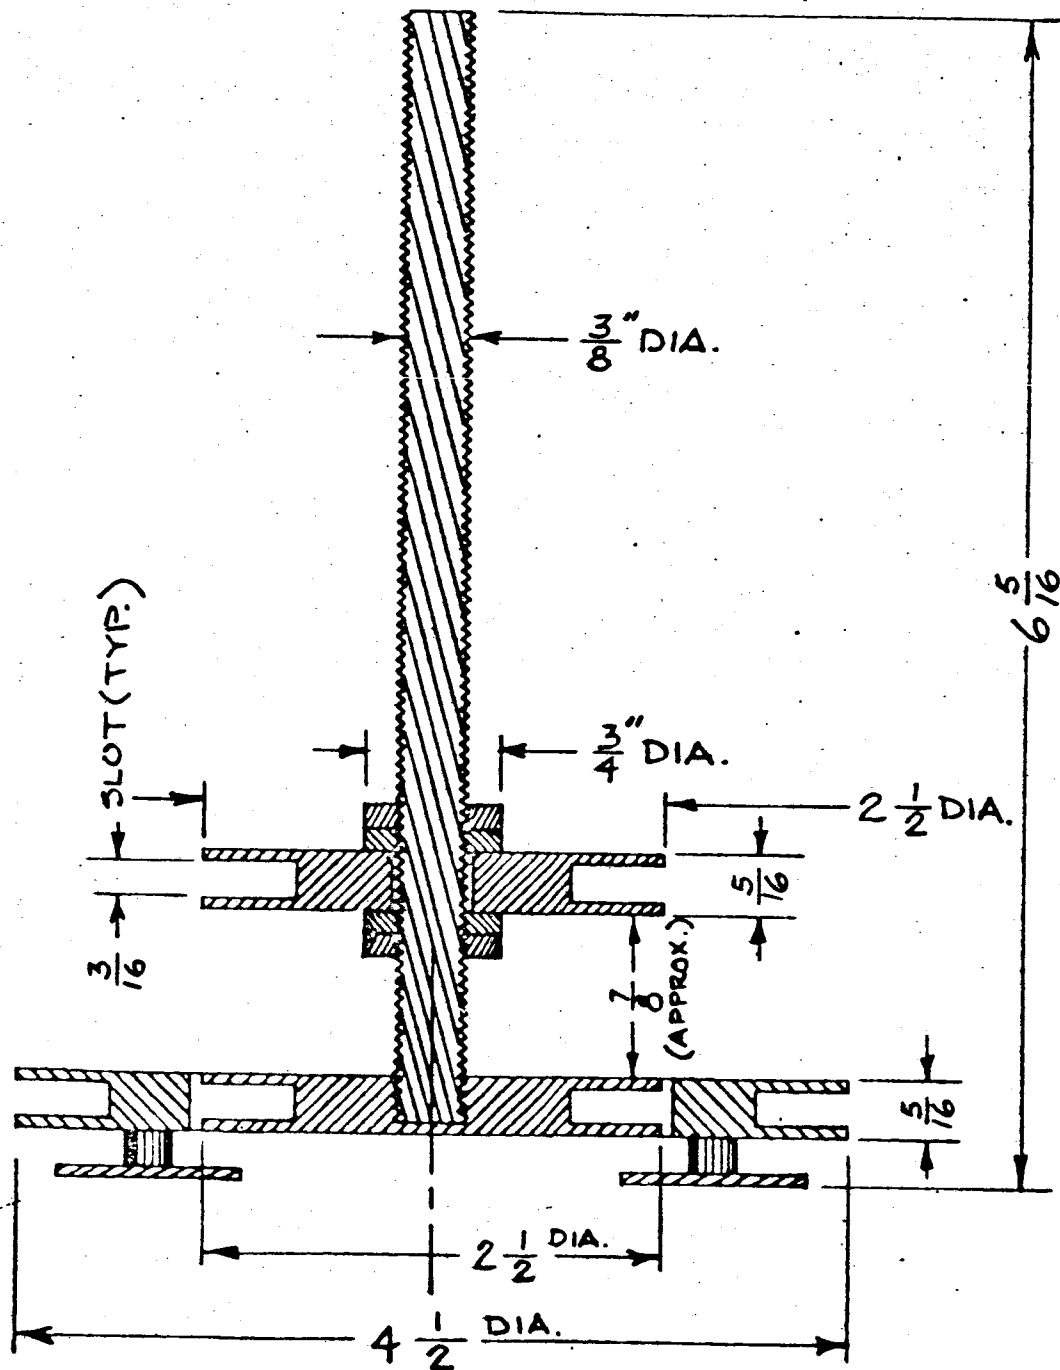 3/8" DIA.
6 5/16
SLOT (TYP.)
3/16
3/4" DIA.
2 1/2 DIA.
5/16
7/8
(APPROX.)
5/16
2 1/2 DIA.
4 1/2 DIA.